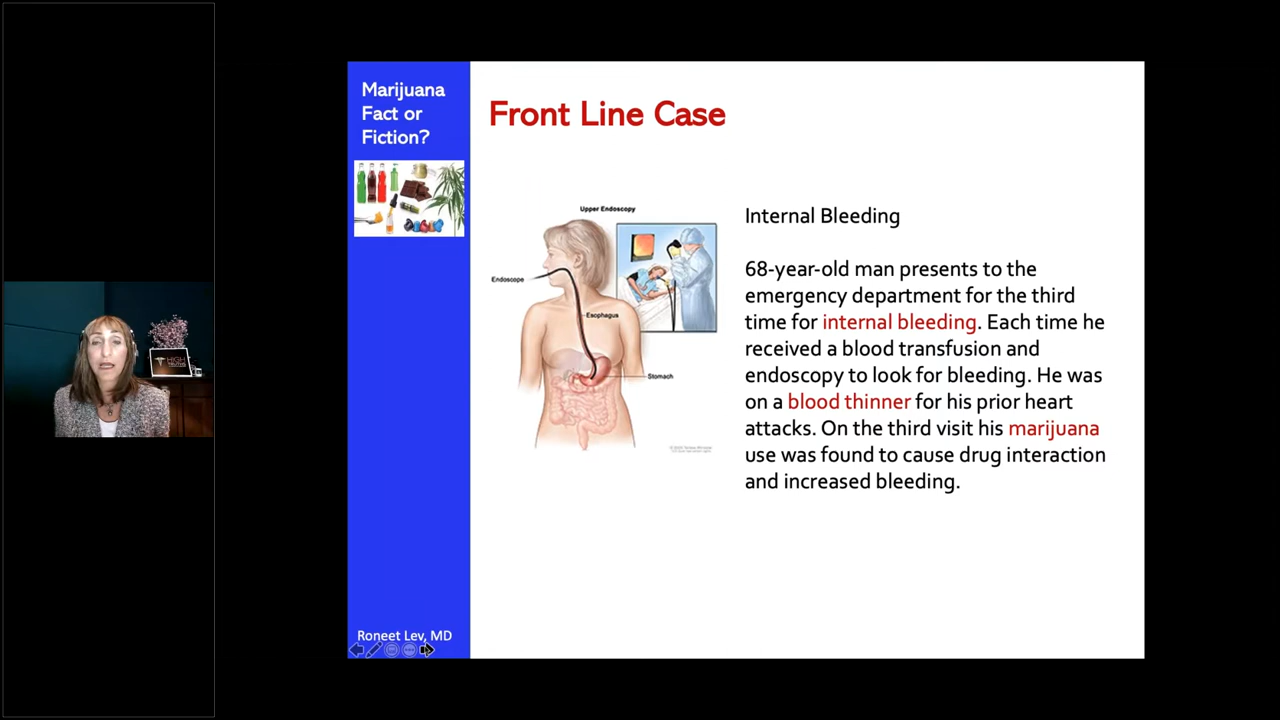 Marijuana
Fact or
Fiction?
Front Line Case
Upper Endoscopy
Endoscope
Esophagus
Stomach
Internal Bleeding
68-year-old man presents to the
emergency department for the third
time for internal bleeding. Each time he
received a blood transfusion and
endoscopy to look for bleeding. He was
on a blood thinner for his prior heart
attacks. On the third visit his marijuana
use was found to cause drug interaction
and increased bleeding.
Roneet Lev, MD
HIGH
TRUTHS